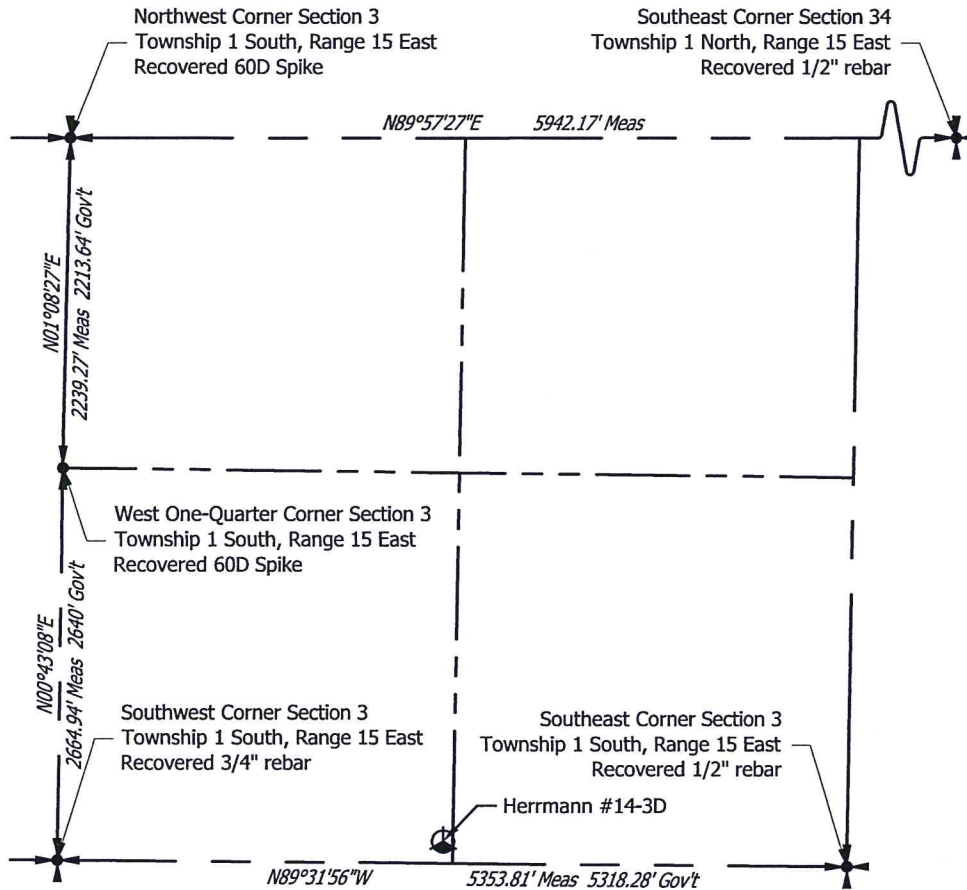 Northwest Corner Section 3
Township 1 South, Range 15 East
Recovered 60D Spike
Southeast Corner Section 34
Township 1 North, Range 15 East
Recovered 1/2" rebar
N89°57'27"E 5942.17' Meas
N01°08'27"E
2239.27' Meas 2213.64' Gov't
West One-Quarter Corner Section 3
Township 1 South, Range 15 East
Recovered 60D Spike
N00°43'08"E
2664.94' Meas 2640' Gov't
Southwest Corner Section 3
Township 1 South, Range 15 East
Recovered 3/4" rebar
Southeast Corner Section 3
Township 1 South, Range 15 East
Recovered 1/2" rebar
Herrmann #14-3D
N89°31'56"W 5353.81' Meas 5318.28' Gov't